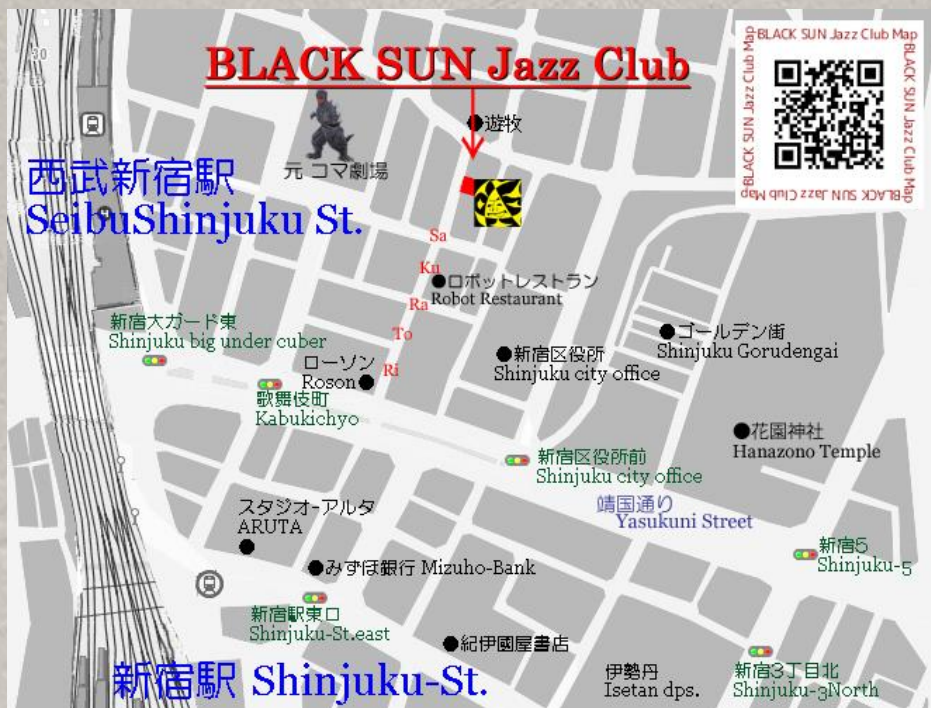 BLACK SUN Jazz Club
BLACK SUN Jazz Club Map
BLACK SUN Jazz Club Map
BLACK SUN Jazz Club Map
BLACK SUN Jazz Club Map
30
遊牧
元 コマ劇場
西武新宿駅
SeibuShinjuku St.
Sa
Ku
Ra
To
Ri
ロボットレストラン
Robot Restaurant
新宿大ガード東
Shinjuku big under cuber
ゴールデン街
Shinjuku Gorudengai
ローソン
Roson
新宿区役所
Shinjuku city office
歌舞伎町
Kabukichyo
花園神社
Hanazono Temple
新宿区役所前
Shinjuku city office
靖国通り
Yasukuni Street
スタジオ-アルタ
ARUTA
新宿5
Shinjuku-5
みずほ銀行 Mizuho-Bank
新宿駅東口
Shinjuku-St.east
紀伊國屋書店
伊勢丹
Isetan dps.
新宿3丁目北
Shinjuku-3North
新宿駅 Shinjuku-St.